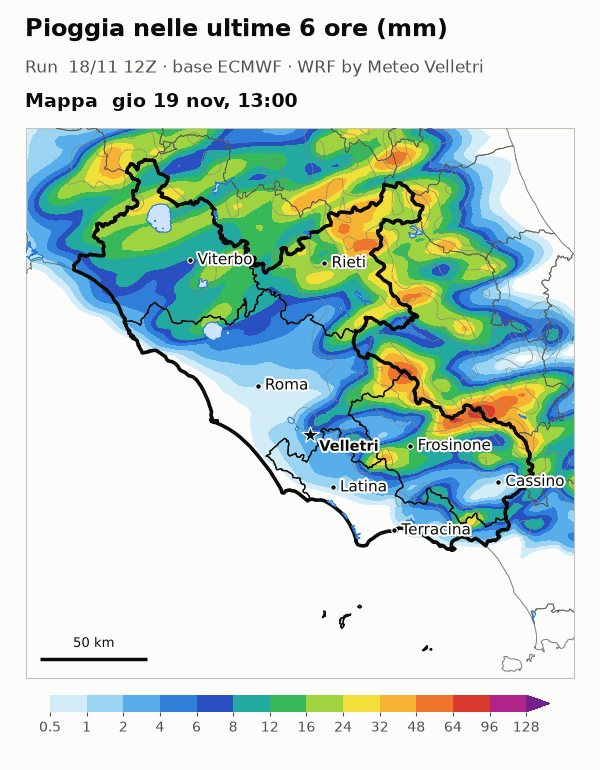 Pioggia nelle ultime 6 ore (mm)
Run  18/11 12Z · base ECMWF · WRF by Meteo Velletri
Mappa  gio 19 nov, 13:00
Viterbo
Rieti
Roma
Velletri
Frosinone
Latina
Cassino
Terracina
50 km
0.5 1 2 4 6 8 12 16 24 32 48 64 96 128